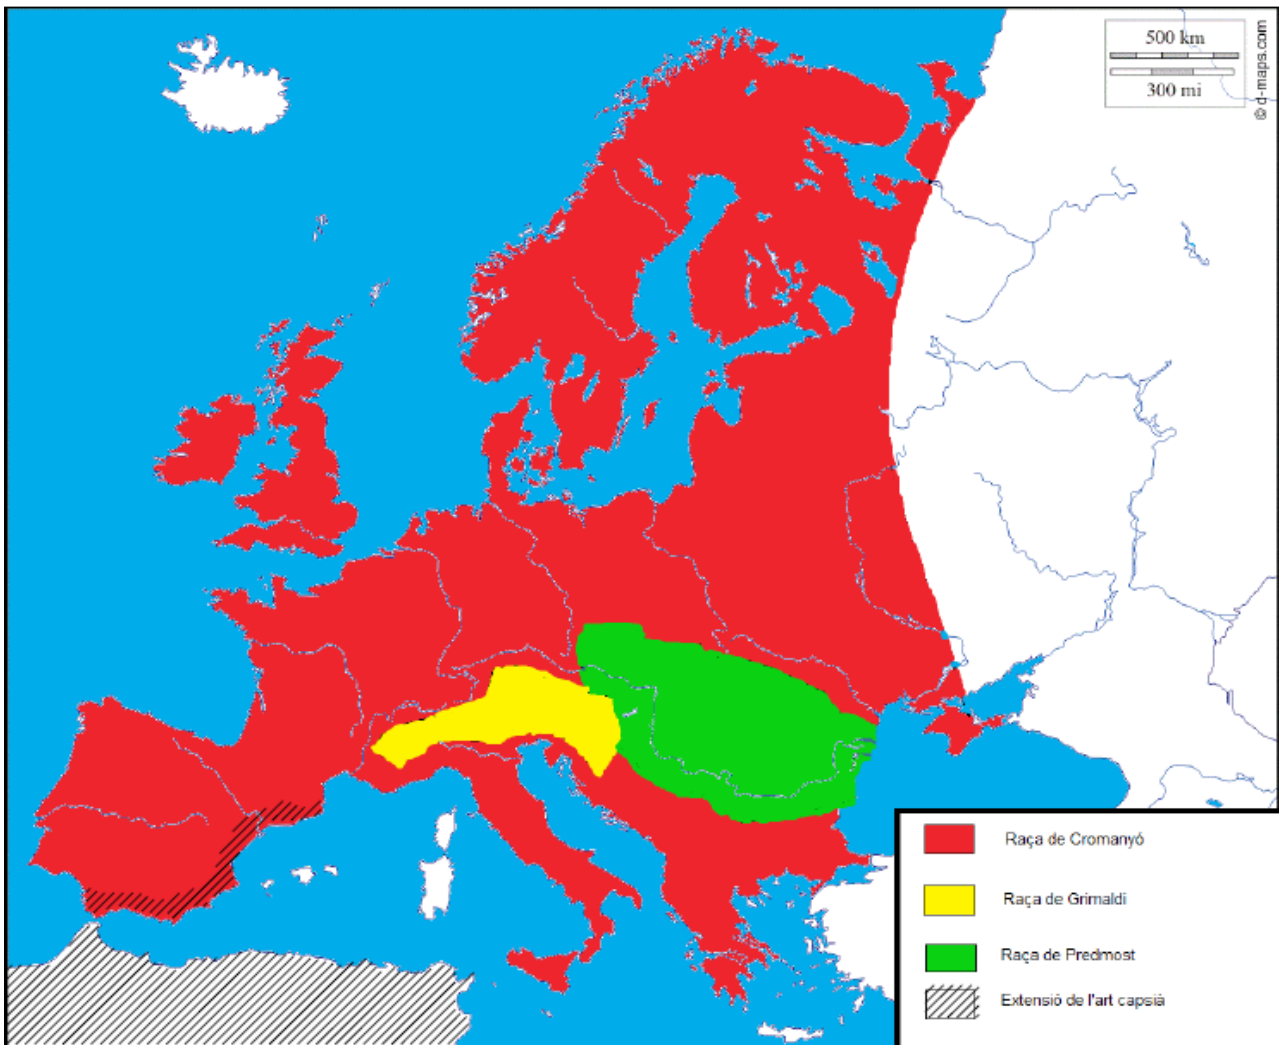 500 km
300 mi
© d-maps.com
Raça de Cromanyó
Raça de Grimaldi
Raça de Predmost
Extensió de l'art capsià